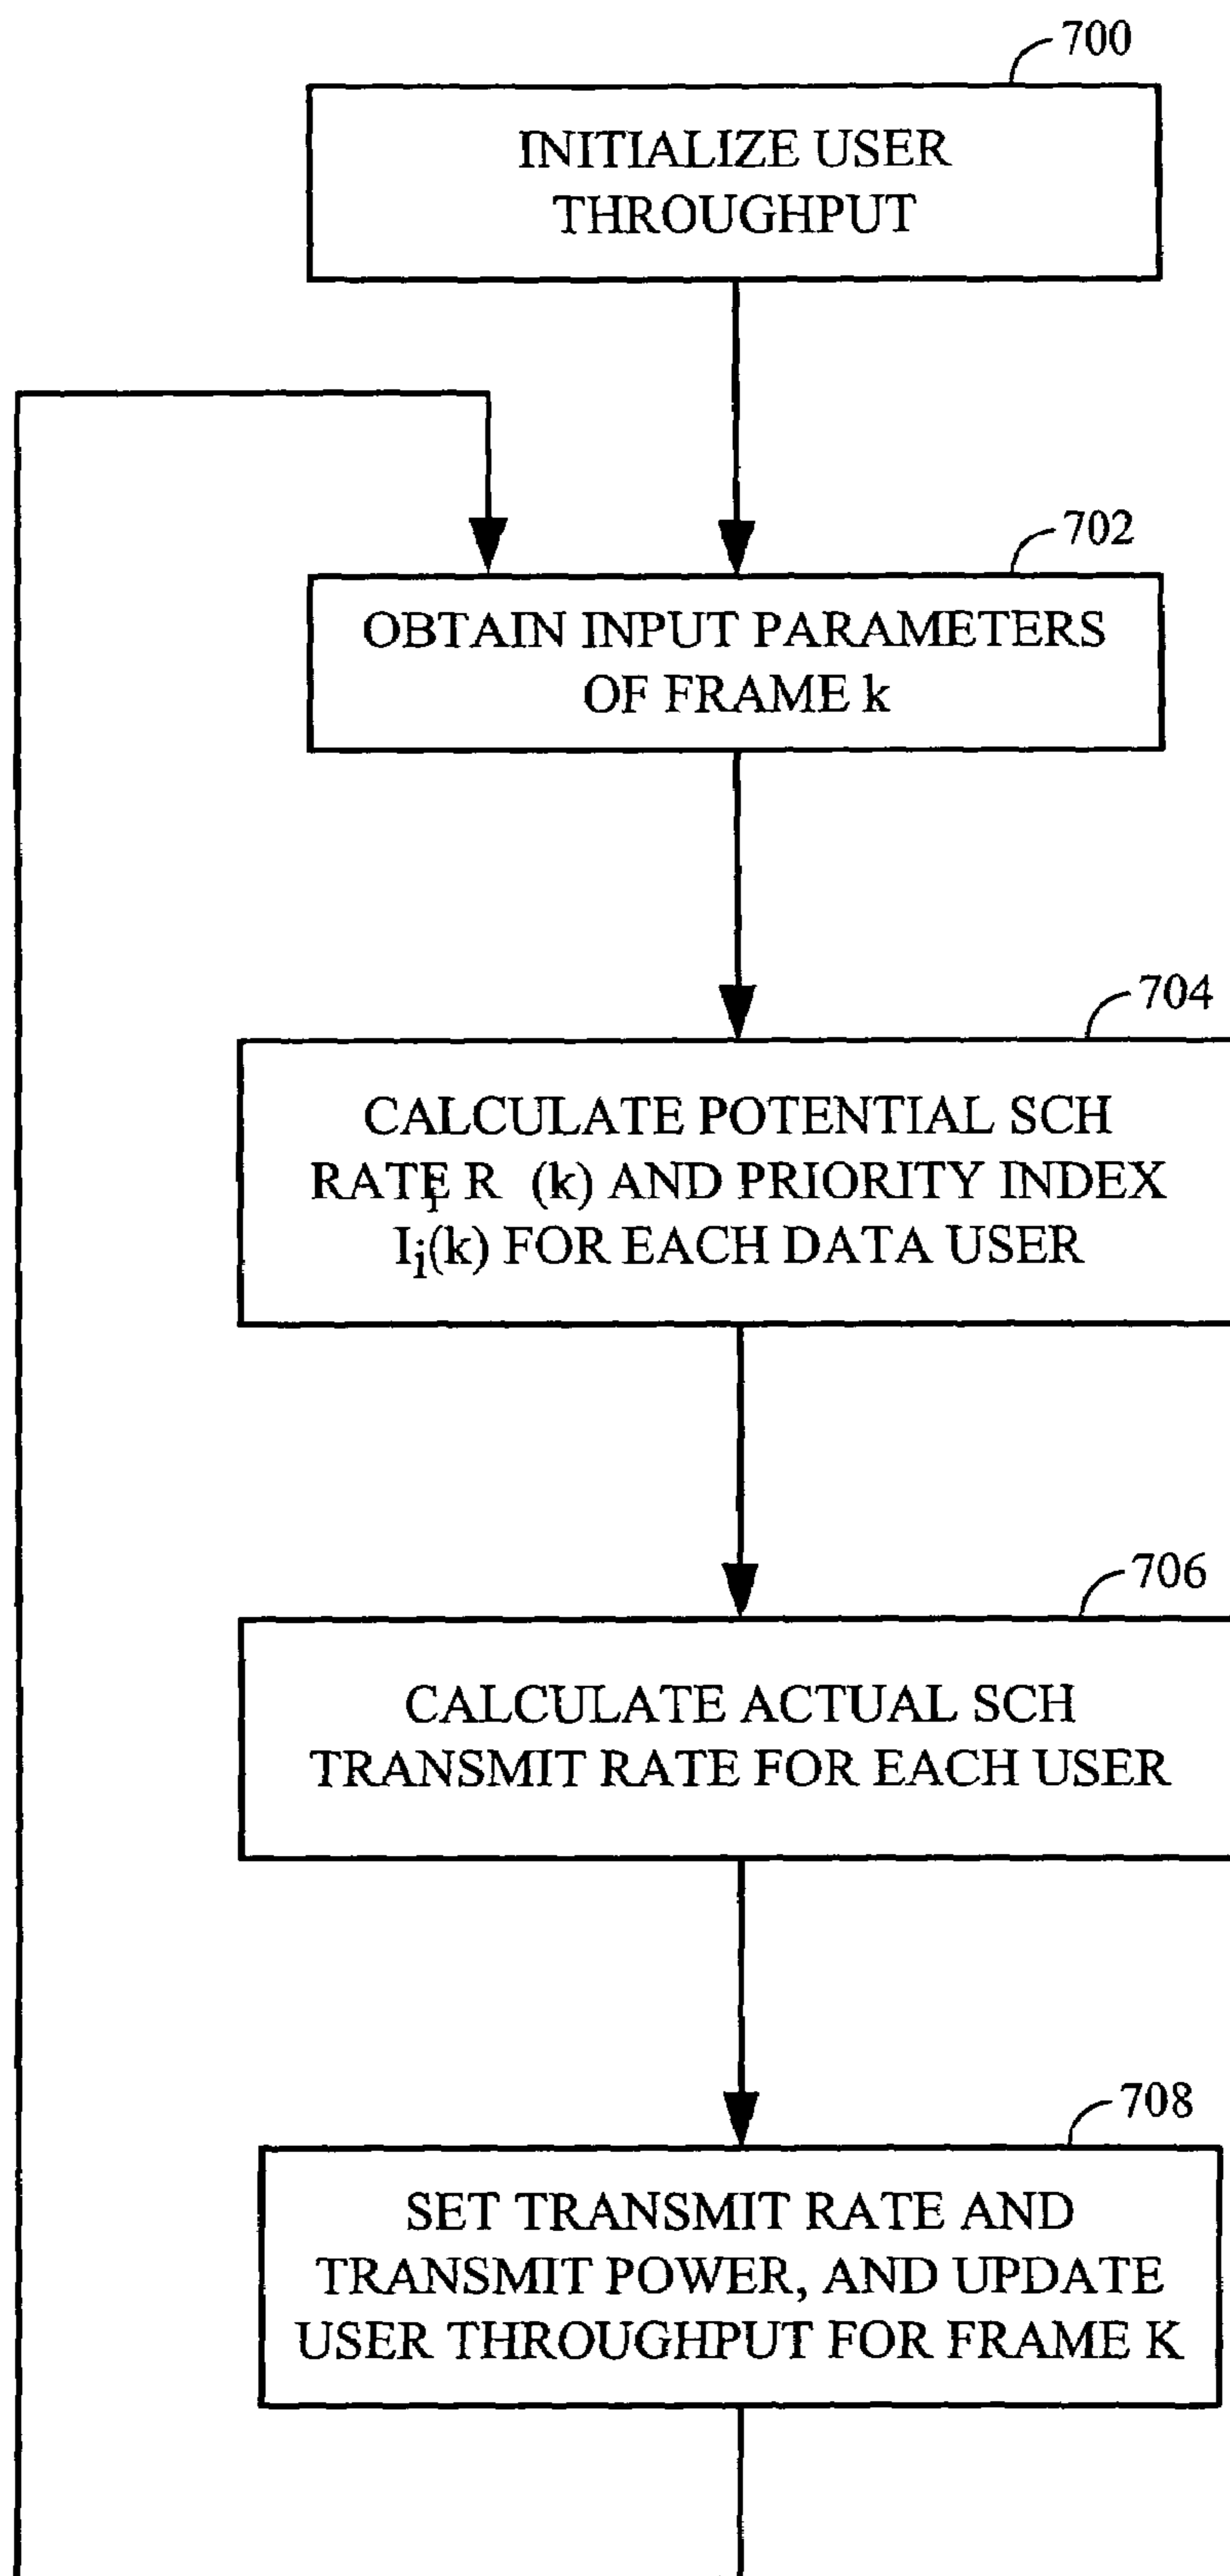 700
INITIALIZE USER
THROUGHPUT
702
OBTAIN INPUT PARAMETERS
OF FRAME k
704
CALCULATE POTENTIAL SCH
RATE R i (k) AND PRIORITY INDEX
Ii(k) FOR EACH DATA USER
706
CALCULATE ACTUAL SCH
TRANSMIT RATE FOR EACH USER
708
SET TRANSMIT RATE AND
TRANSMIT POWER, AND UPDATE
USER THROUGHPUT FOR FRAME K